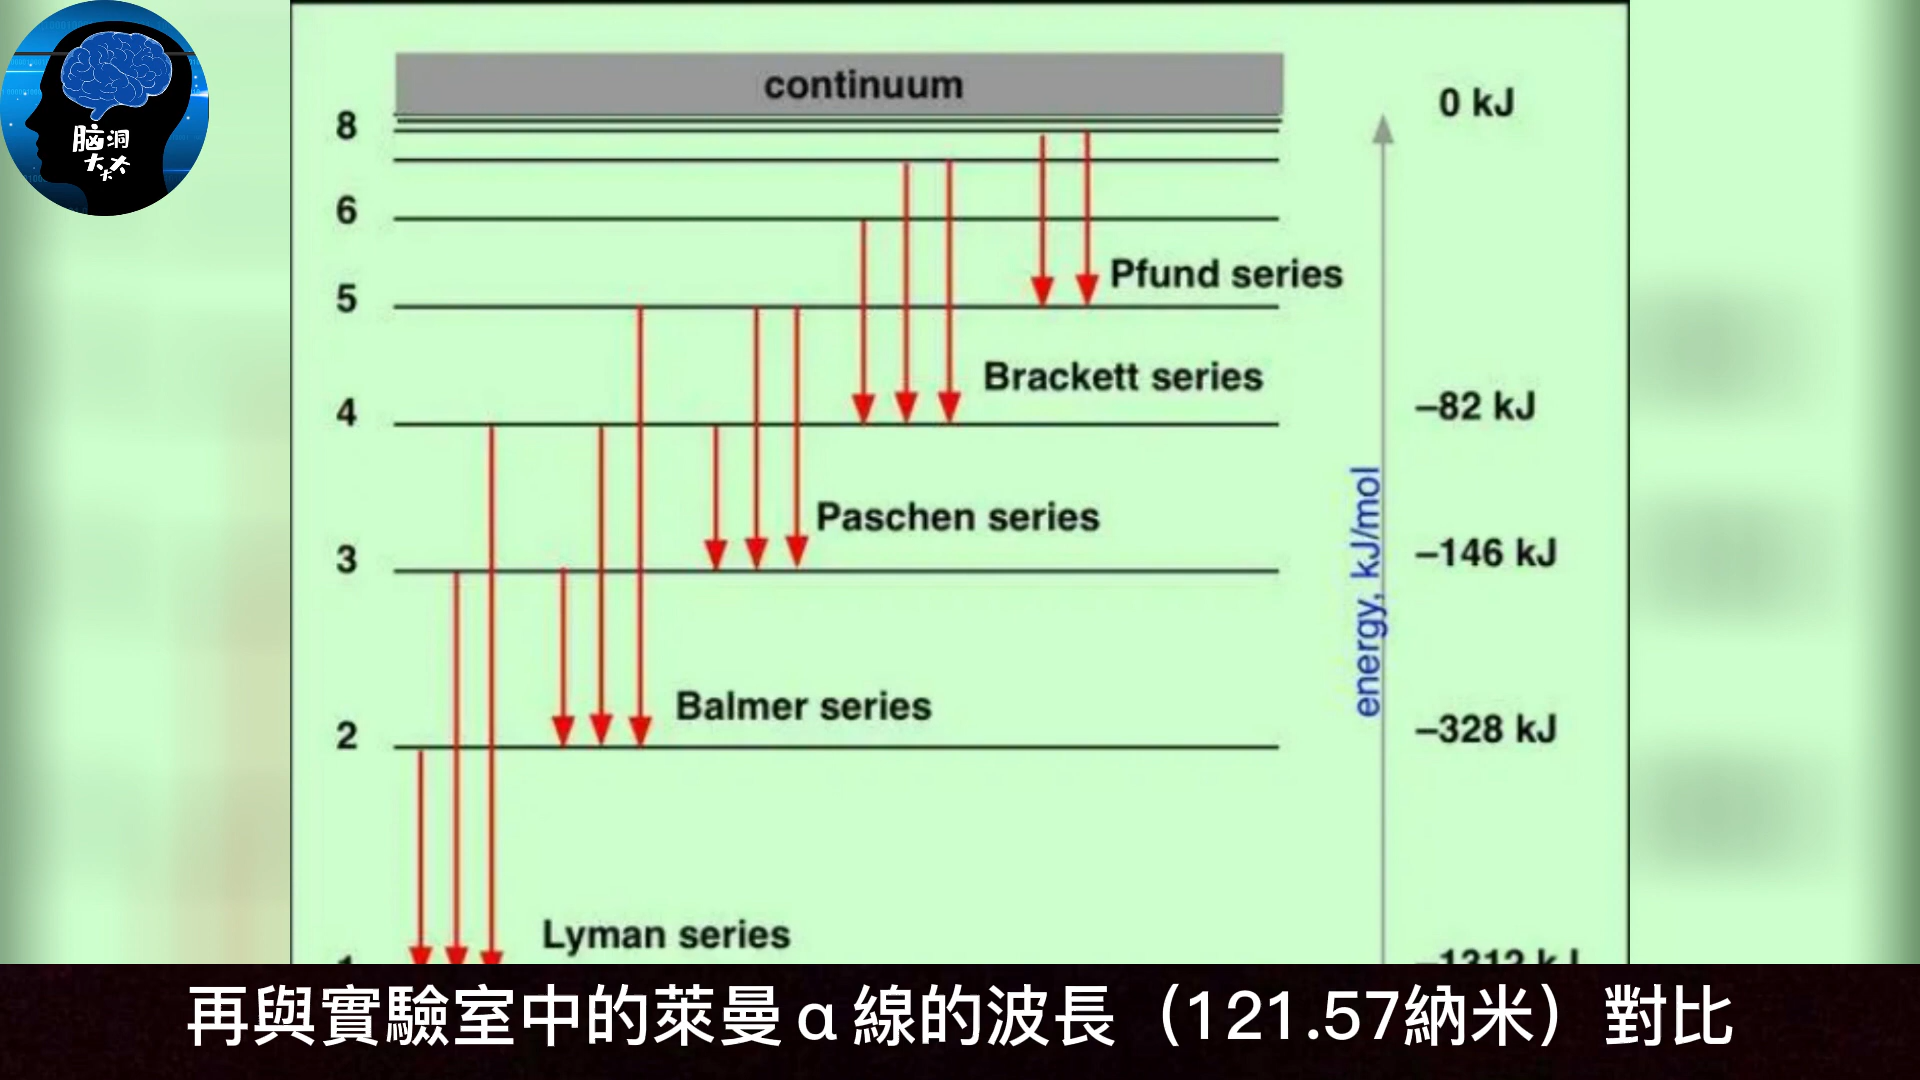 脑洞
大大
continuum
0 kJ
8
6
Pfund series
5
Brackett series
–82 kJ
4
Paschen series
–146 kJ
3
energy, kJ/mol
Balmer series
–328 kJ
2
Lyman series
–1312 kJ
再與實驗室中的萊曼α線的波長（121.57納米）對比